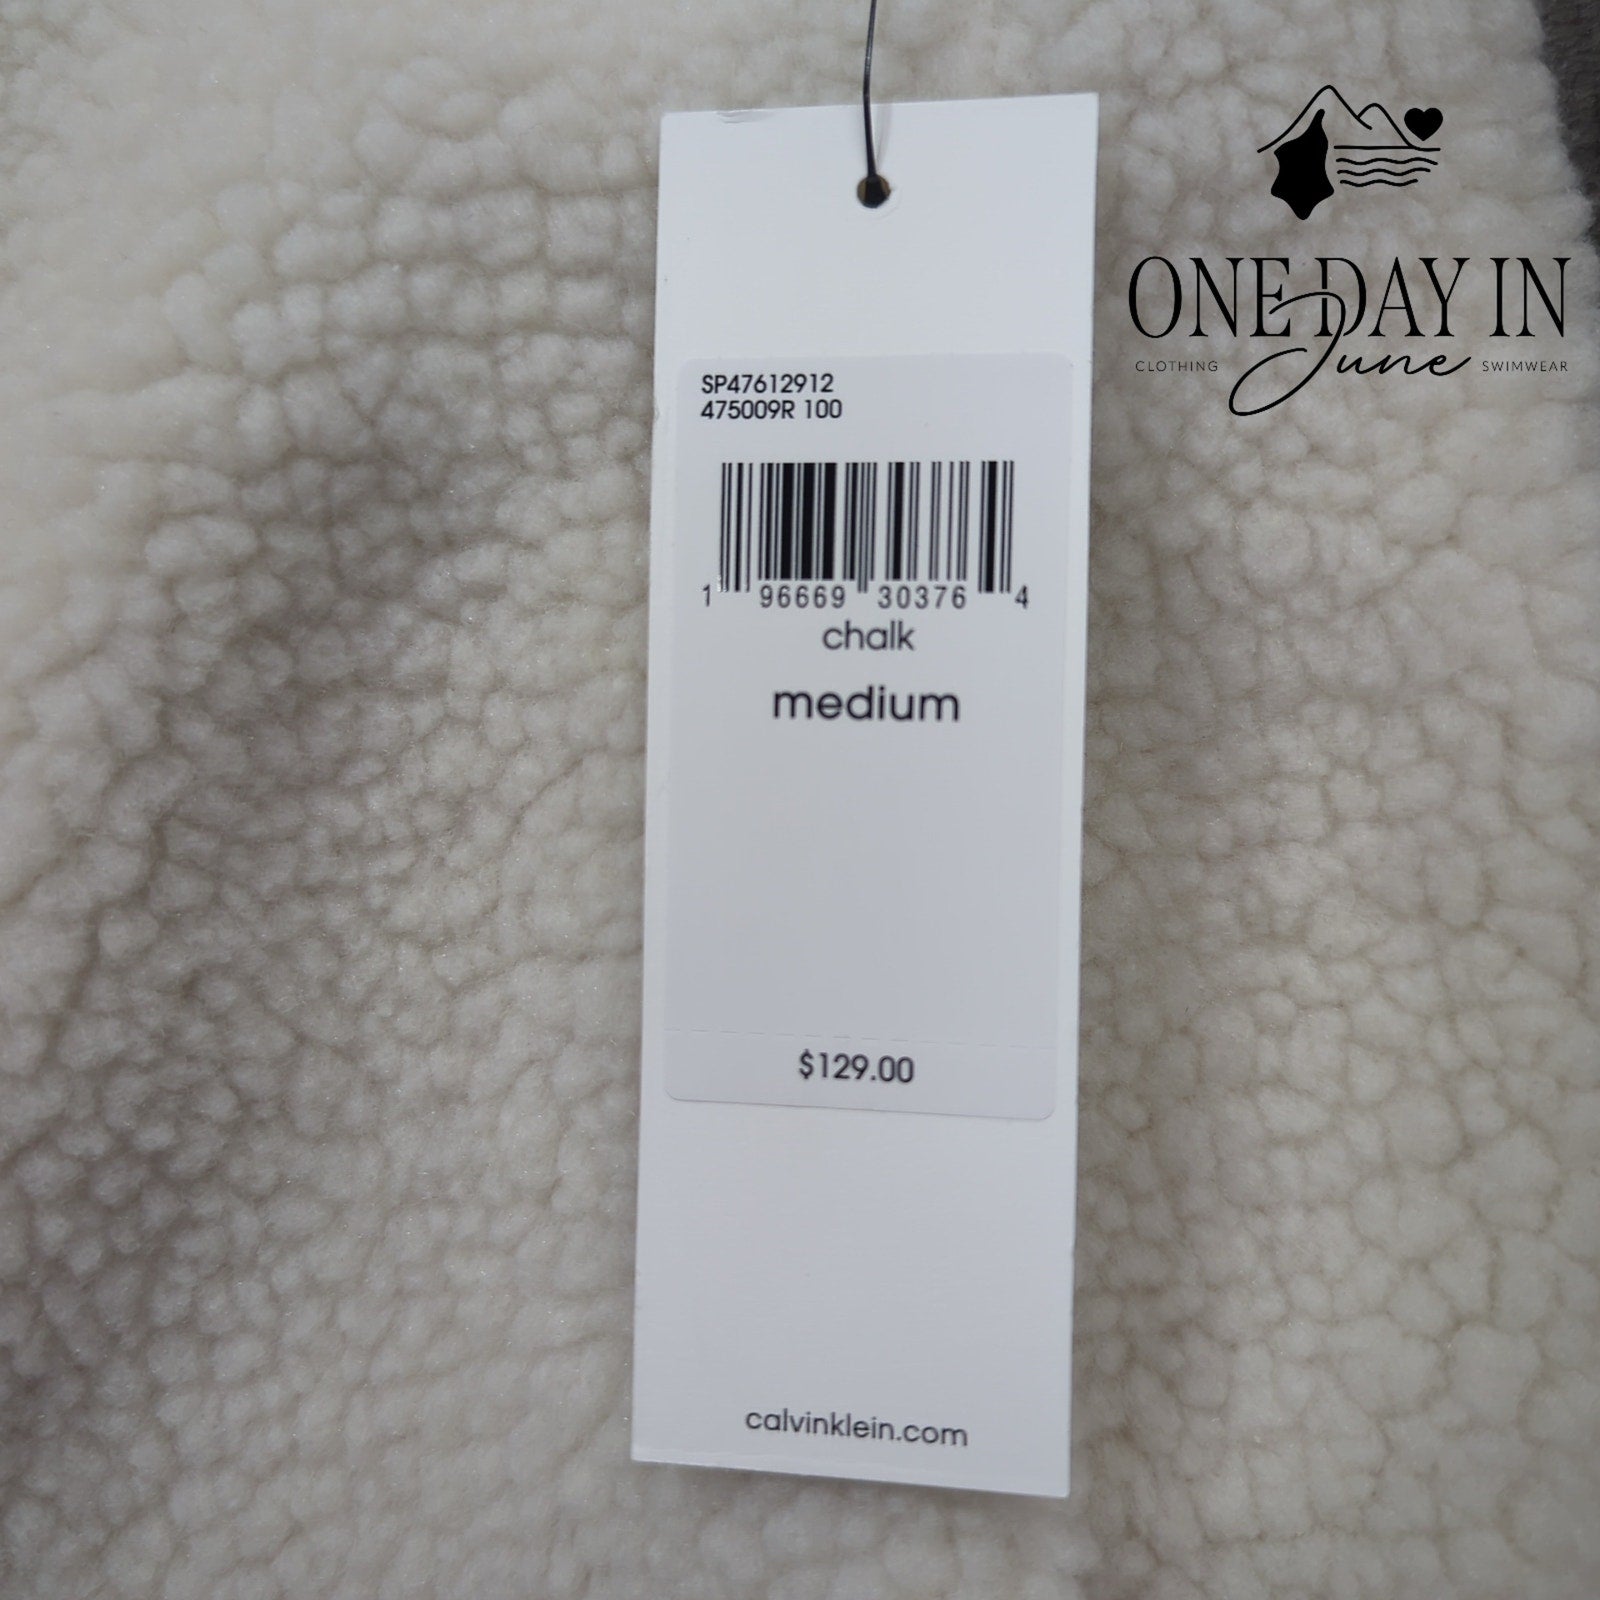 ONE DAY IN
CLOTHING June SWIMWEAR
SP47612912
475009R 100
1 96669 30376 4
chalk
medium
$129.00
calvinklein.com